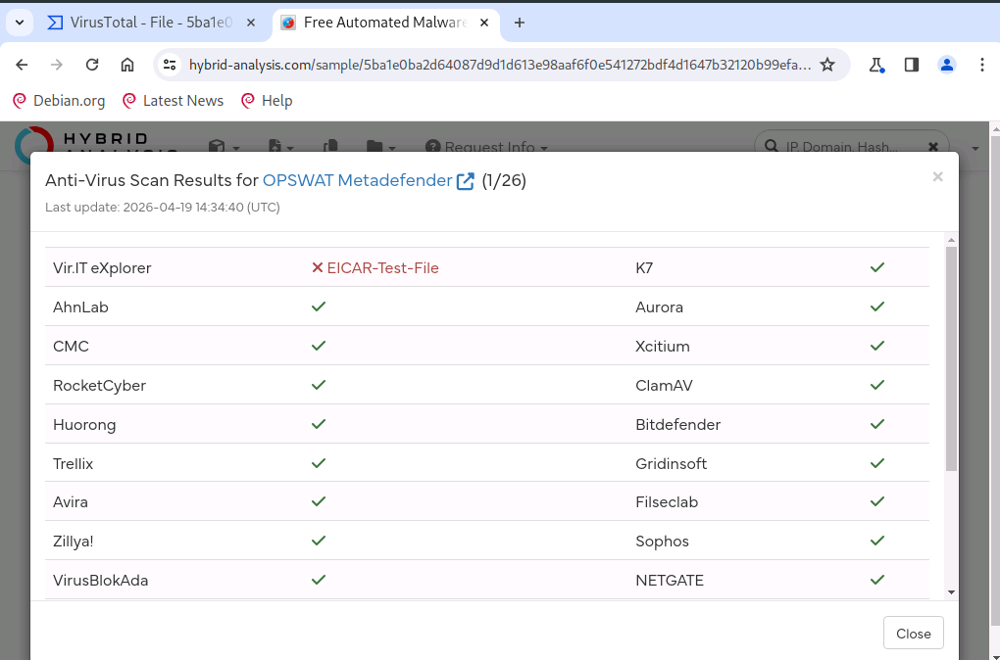 VirusTotal - File - 5ba1e0
Free Automated Malware
hybrid-analysis.com/sample/5ba1e0ba2d64087d9d1d613e98aaf6f0e541272bdf4d1647b32120b99efa...
Debian.org Latest News Help
HYBRID
ANALYSIS Request Info IP, Domain, Hash...
Anti-Virus Scan Results for OPSWAT Metadefender (1/26)
Last update: 2026-04-19 14:34:40 (UTC)
Vir.IT eXplorer EICAR-Test-File K7
AhnLab Aurora
CMC Xcitium
RocketCyber ClamAV
Huorong Bitdefender
Trellix Gridinsoft
Avira Filseclab
Zillya! Sophos
VirusBlokAda NETGATE
Close